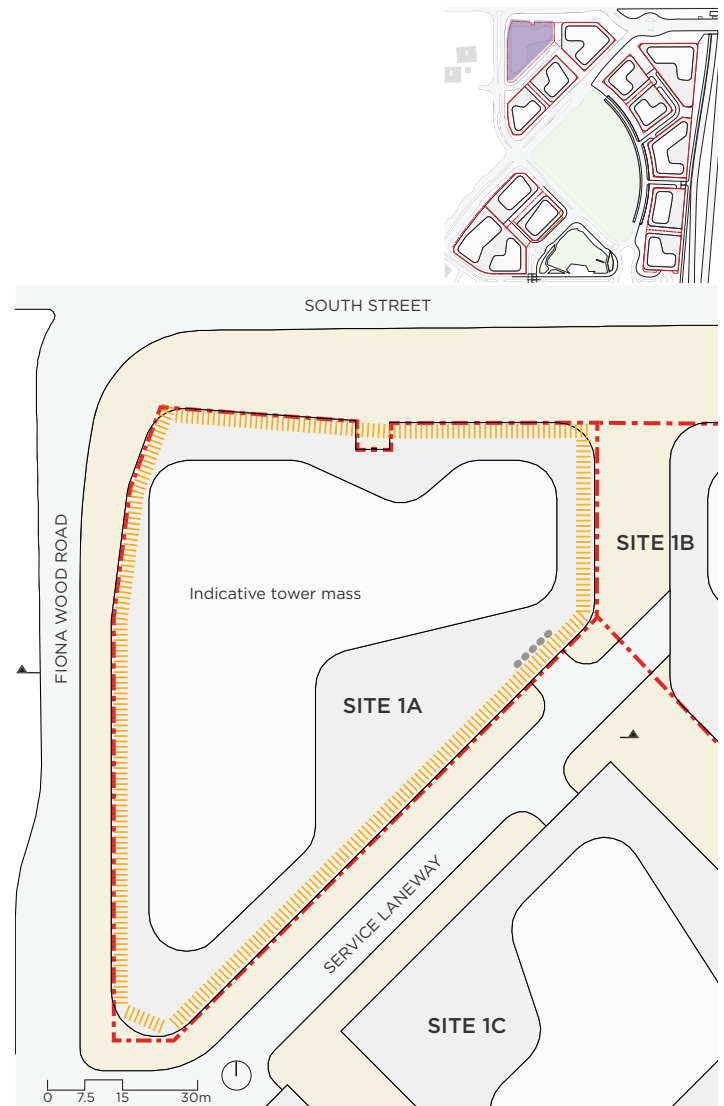 SOUTH STREET
SITE 1B
FIONA WOOD ROAD
Indicative tower mass
SITE 1A
SERVICE LANEWAY
SITE 1C
0 7.5 15 30m